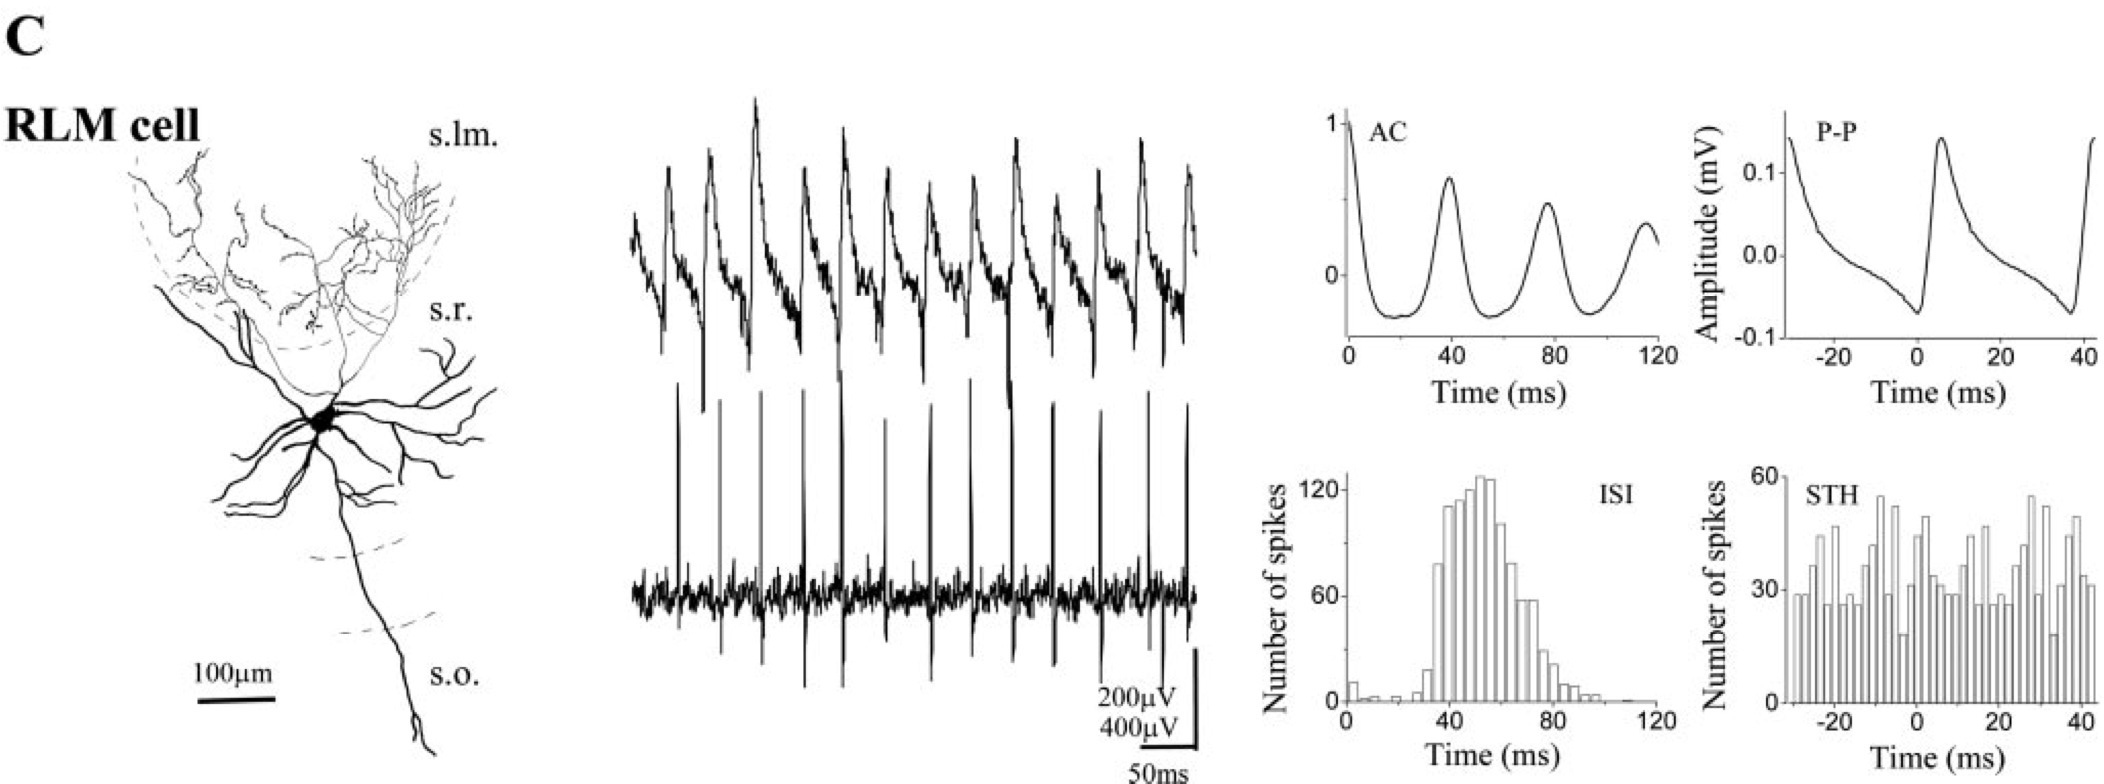 C
RLM cell
s.lm.
s.r.
s.o.
100μm
200μV
400μV
50ms
AC
1
0
0
40
80
120
Time (ms)
P-P
Amplitude (mV)
0.1
0.0
-0.1
-20
0
20
40
Time (ms)
ISI
Number of spikes
120
60
0
0
40
80
120
Time (ms)
STH
Number of spikes
60
30
0
-20
0
20
40
Time (ms)